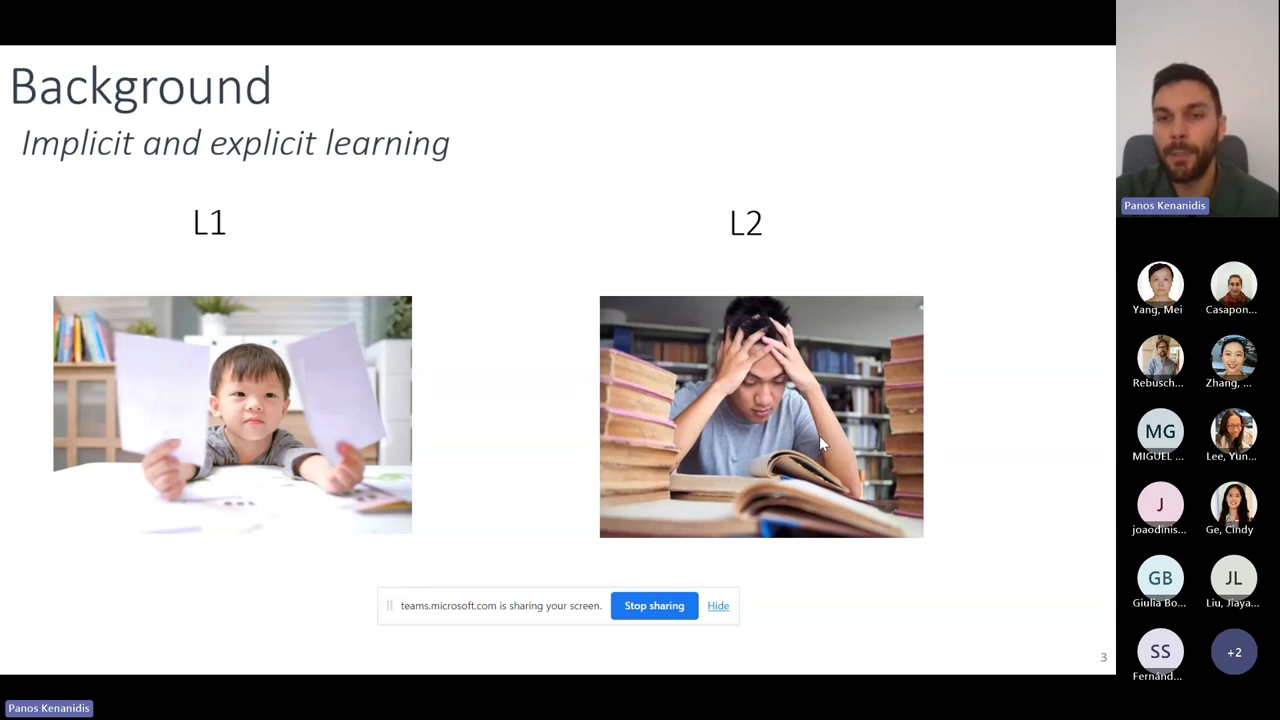 Background
Implicit and explicit learning
L1
L2
teams.microsoft.com is sharing your screen.
Stop sharing
Hide
3
Panos Kenanidis
Yang, Mei
Casapon...
Rebusch...
Zhang, ...
MG
MIGUEL ...
Lee, Yun...
J
joaodinis...
Ge, Cindy
GB
Giulia Bo...
JL
Liu, Jiaya...
SS
Fernánd...
+2
Panos Kenanidis